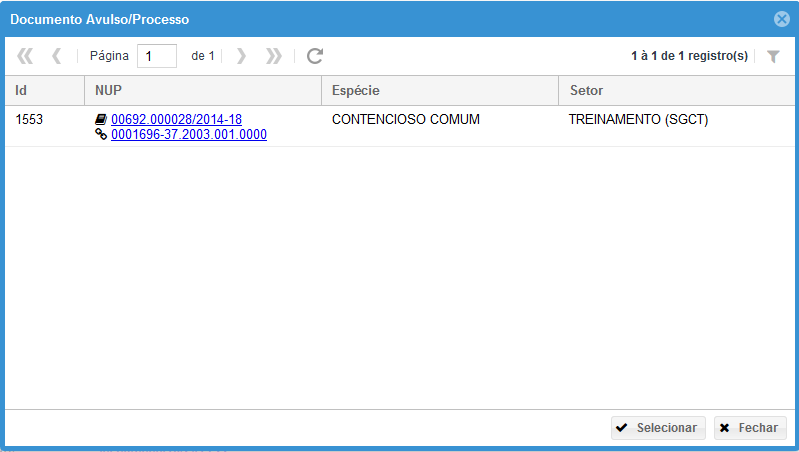 Documento Avulso/Processo
Página 1 de 1 1 à 1 de 1 registro(s)
Id NUP Espécie Setor
1553 00692.000028/2014-18 CONTENCIOSO COMUM TREINAMENTO (SGCT)
0001696-37.2003.001.0000
Selecionar Fechar